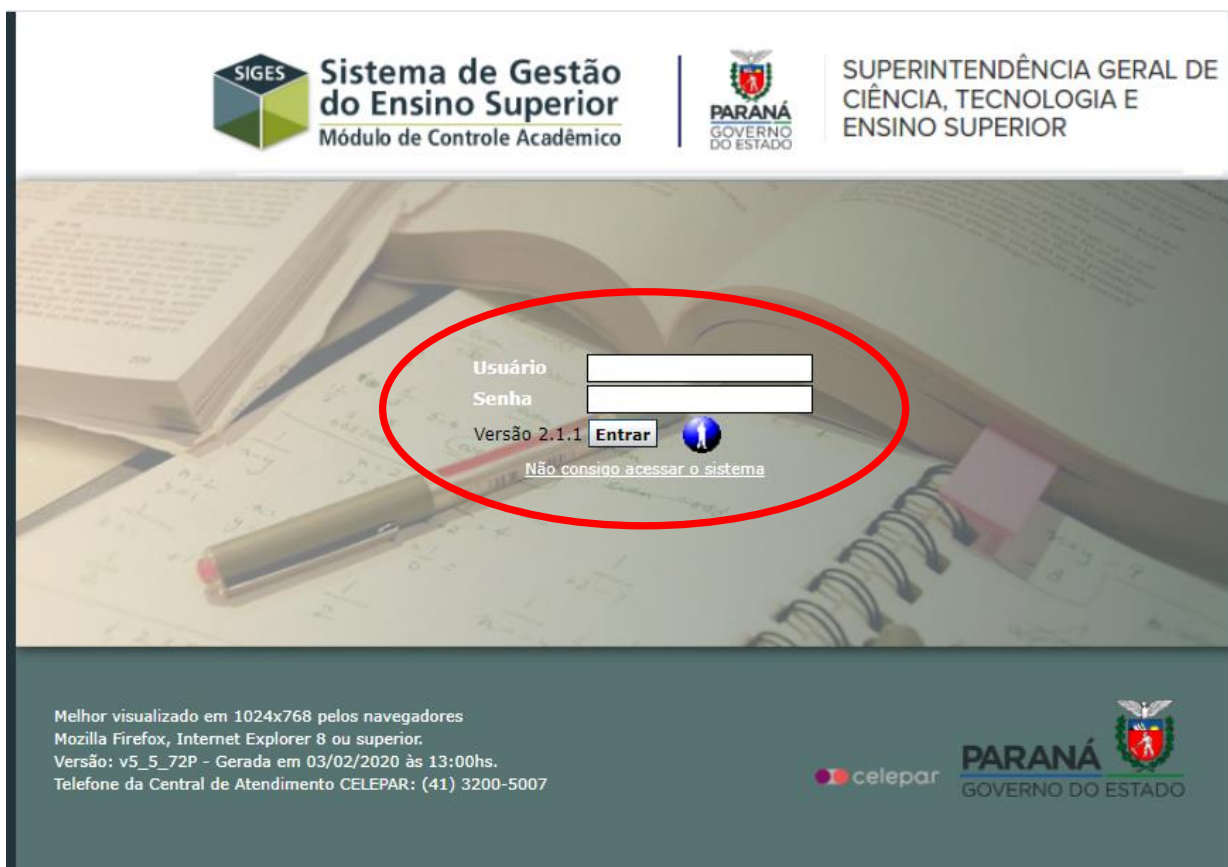 SIGES
Sistema de Gestão
do Ensino Superior
Módulo de Controle Acadêmico
PARANÁ
GOVERNO
DO ESTADO
SUPERINTENDÊNCIA GERAL DE
CIÊNCIA, TECNOLOGIA E
ENSINO SUPERIOR
Usuário
Senha
Versão 2.1.1 Entrar
Não consigo acessar o sistema
Melhor visualizado em 1024x768 pelos navegadores
Mozilla Firefox, Internet Explorer 8 ou superior.
Versão: v5_5_72P - Gerada em 03/02/2020 às 13:00hs.
Telefone da Central de Atendimento CELEPAR: (41) 3200-5007
celepar
PARANÁ
GOVERNO DO ESTADO